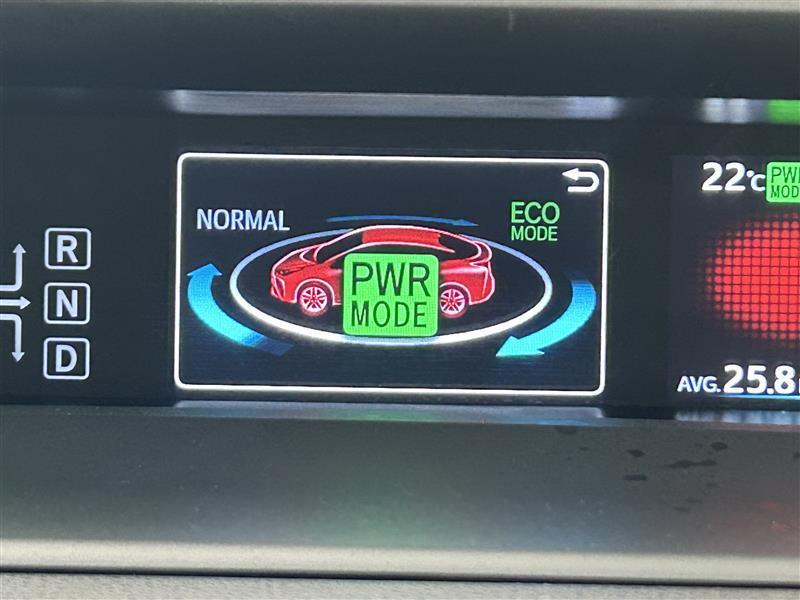 NORMAL
ECO
MODE
PWR
MODE
R
N
D
22°C
AVG. 25.8